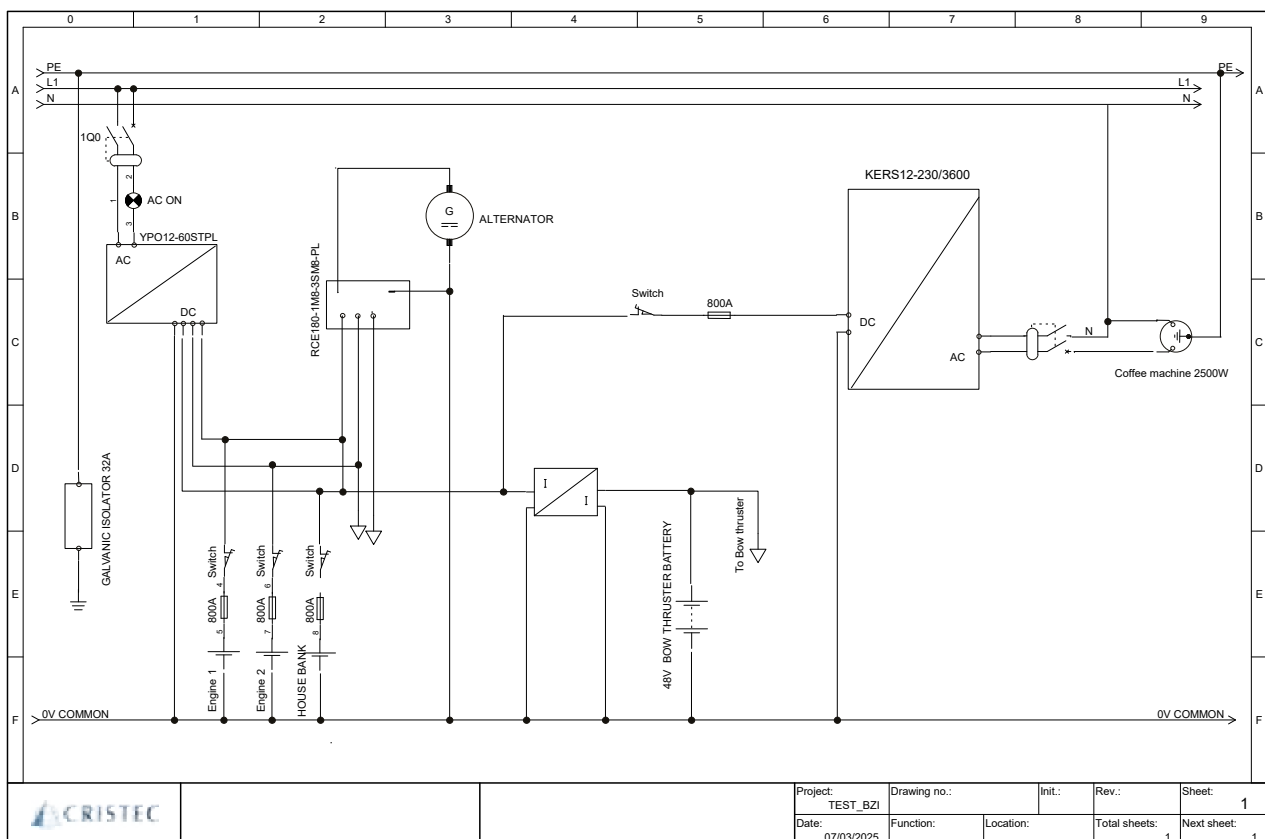 0 1 2 3 4 5 6 7 8 9
PE PE
A L1 L1 A
N N
1Q0
2
B 1 AC ON B
3
KERS12-230/3600
G
ALTERNATOR
YPO12-60STPL
AC
DC
RCE180-1M8-3SM8-PL
Switch
800A
C DC N C
AC
Coffee machine 2500W
D D
GALVANIC ISOLATOR 32A
I
I
48V BOW THRUSTER BATTERY
To Bow thruster
E Switch Switch Switch E
4 6
800A 800A 800A
5 7 8
Engine 1
Engine 2
HOUSE BANK
F 0V COMMON 0V COMMON F
CRISTEC
Project: Drawing no.: Init.: Rev.: Sheet:
TEST_BZI 1
Date: Function: Location: Total sheets: Next sheet:
07/03/2025 1 1